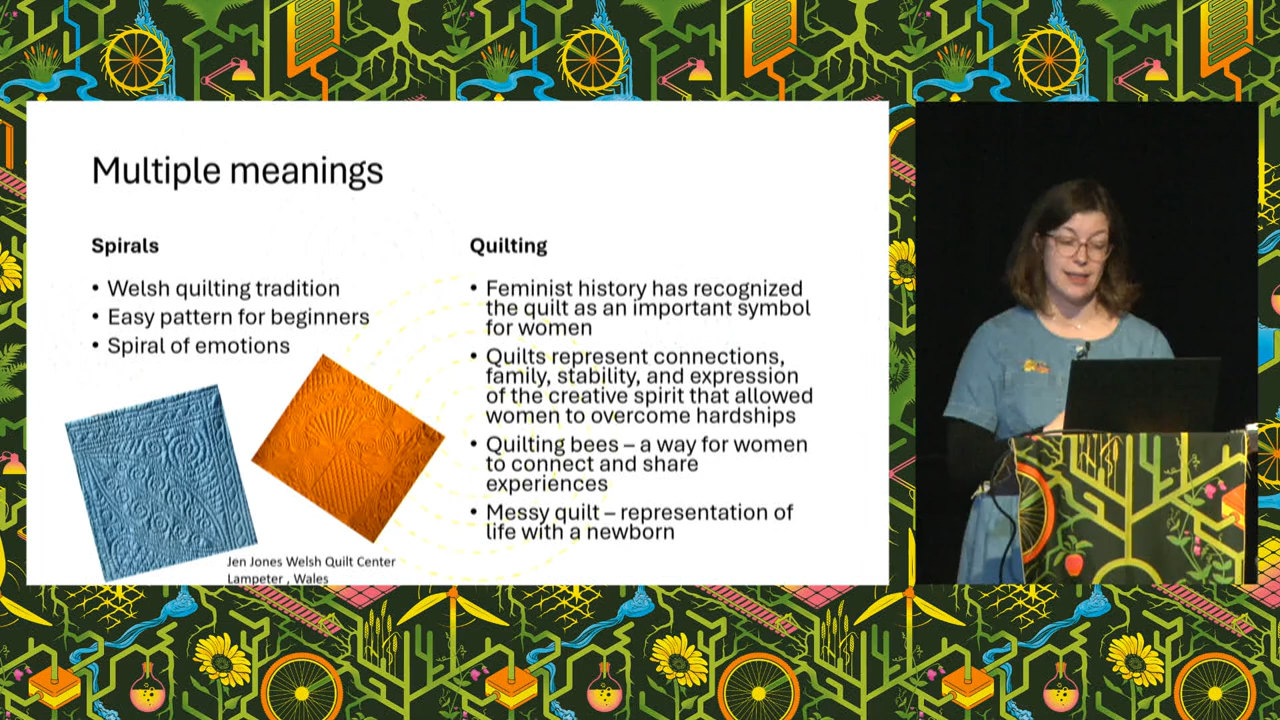 Multiple meanings
Spirals
• Welsh quilting tradition
• Easy pattern for beginners
• Spiral of emotions
Jen Jones Welsh Quilt Center
Lampeter , Wales
Quilting
• Feminist history has recognized
the quilt as an important symbol
for women
• Quilts represent connections,
family, stability, and expression
of the creative spirit that allowed
women to overcome hardships
• Quilting bees – a way for women
to connect and share
experiences
• Messy quilt – representation of
life with a newborn